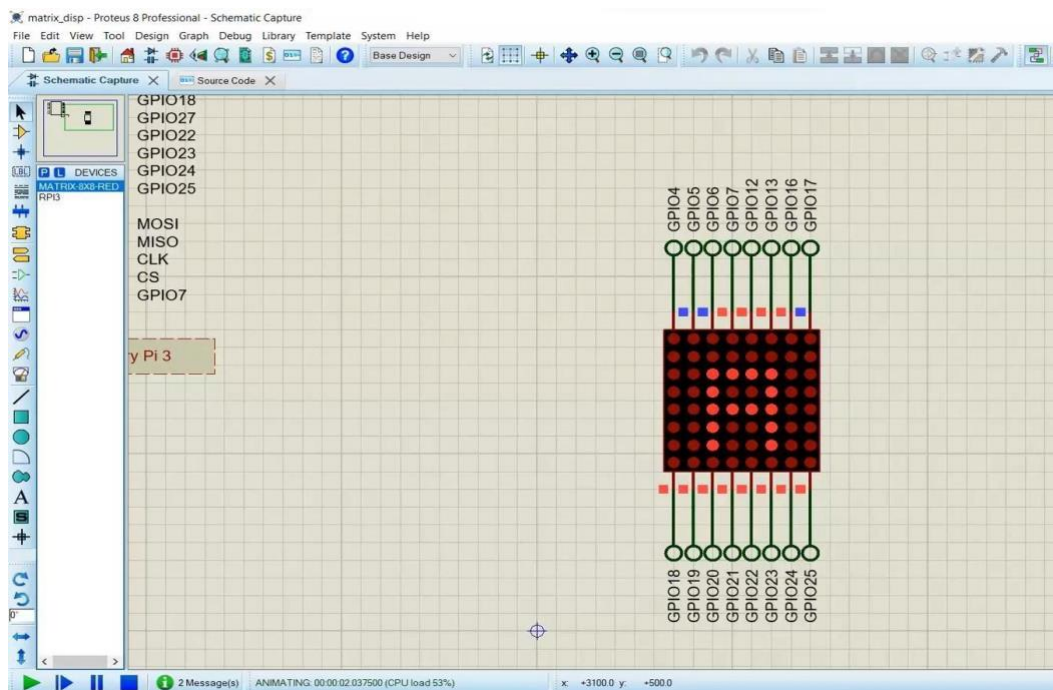 matrix_disp - Proteus 8 Professional - Schematic Capture
File Edit View Tool Design Graph Debug Library Template System Help
Base Design
Schematic Capture
Source Code
P L DEVICES
MATRIX-8X8-RED
RPI3
GPIO18
GPIO27
GPIO22
GPIO23
GPIO24
GPIO25
MOSI
MISO
CLK
CS
GPIO7
y Pi 3
GPIO4
GPIO5
GPIO6
GPIO7
GPIO12
GPIO13
GPIO16
GPIO17
GPIO18
GPIO19
GPIO20
GPIO21
GPIO22
GPIO23
GPIO24
GPIO25
LBL
A
S
0°
2 Message(s)
ANIMATING: 00:00:02.037500 (CPU load 53%)
x: +3100.0 y: +500.0